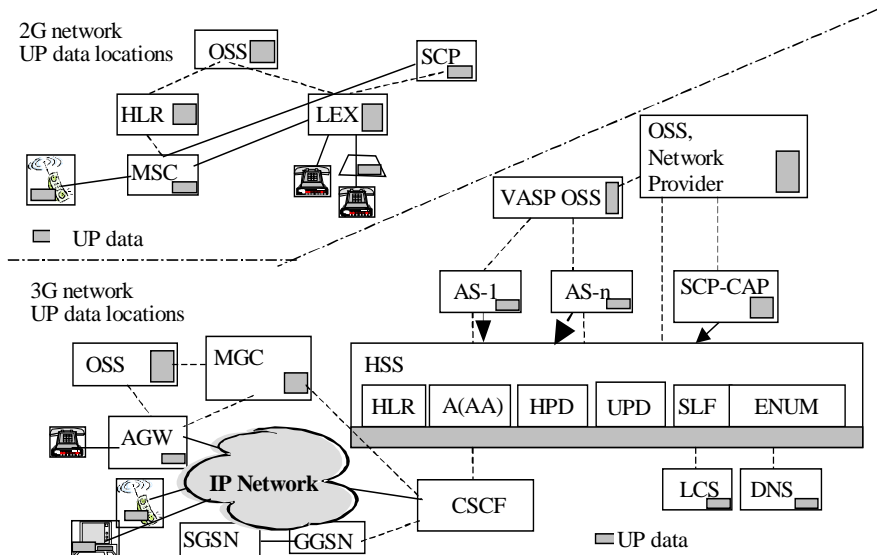 2G network
UP data locations
OSS
SCP
HLR
LEX
MSC
UP data
OSS,
Network
Provider
VASP OSS
AS-1
AS-n
SCP-CAP
3G network
UP data locations
OSS
MGC
AGW
IP Network
SGSN
GGSN
CSCF
HSS
HLR
A(AA)
HPD
UPD
SLF
ENUM
LCS
DNS
UP data